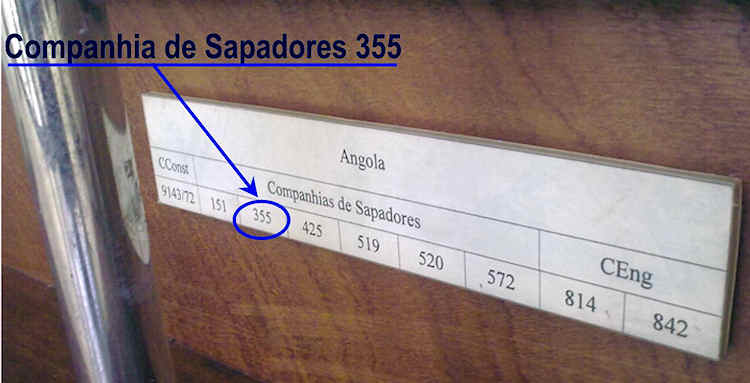 Companhia de Sapadores 355
Angola
CConst
Companhias de Sapadores
CEng
9143/72 151 355 425 519 520 572 814 842